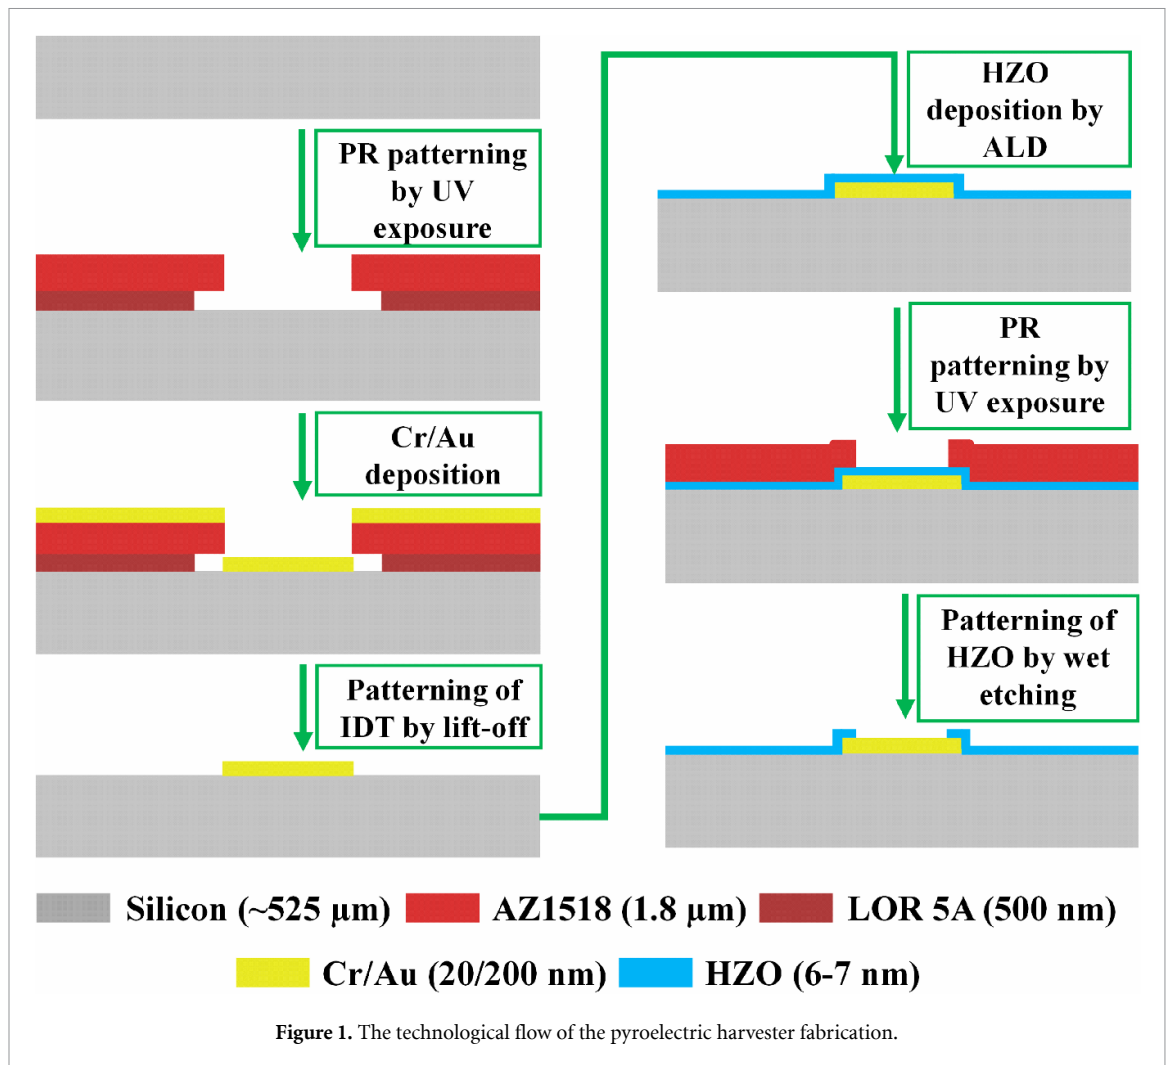 PR patterning
by UV
exposure
Cr/Au
deposition
Patterning of
IDT by lift-off
HZO
deposition by
ALD
PR
patterning by
UV exposure
Patterning of
HZO by wet
etching
Silicon (~525 μm)
AZ1518 (1.8 μm)
LOR 5A (500 nm)
Cr/Au (20/200 nm)
HZO (6-7 nm)
Figure 1. The technological flow of the pyroelectric harvester fabrication.